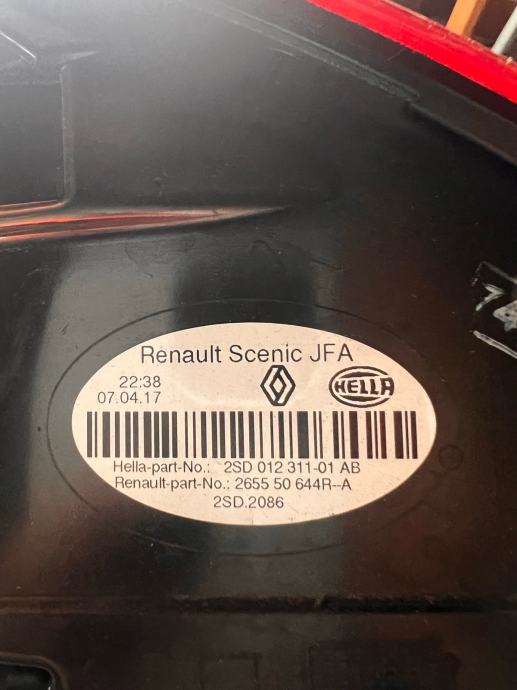 Renault Scenic JFA
22:38
07.04.17
HELLA
Hella-part-No.: 2SD 012 311-01 AB
Renault-part-No.: 2655 50 644R--A
2SD.2086